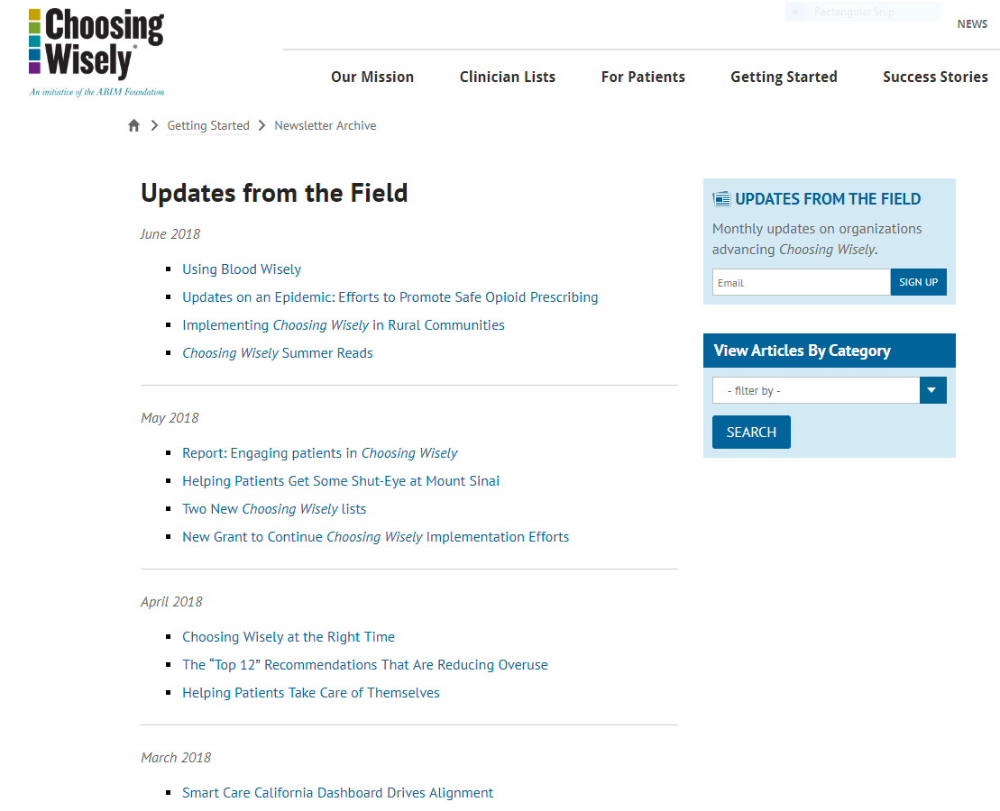 Choosing
Wisely®
An initiative of the ABIM Foundation
Rectangular Snip
NEWS
Our Mission Clinician Lists For Patients Getting Started Success Stories
Getting Started Newsletter Archive
Updates from the Field
June 2018
Using Blood Wisely
Updates on an Epidemic: Efforts to Promote Safe Opioid Prescribing
Implementing Choosing Wisely in Rural Communities
Choosing Wisely Summer Reads
May 2018
Report: Engaging patients in Choosing Wisely
Helping Patients Get Some Shut-Eye at Mount Sinai
Two New Choosing Wisely lists
New Grant to Continue Choosing Wisely Implementation Efforts
April 2018
Choosing Wisely at the Right Time
The “Top 12” Recommendations That Are Reducing Overuse
Helping Patients Take Care of Themselves
March 2018
Smart Care California Dashboard Drives Alignment
UPDATES FROM THE FIELD
Monthly updates on organizations
advancing Choosing Wisely.
Email SIGN UP
View Articles By Category
- filter by -
SEARCH